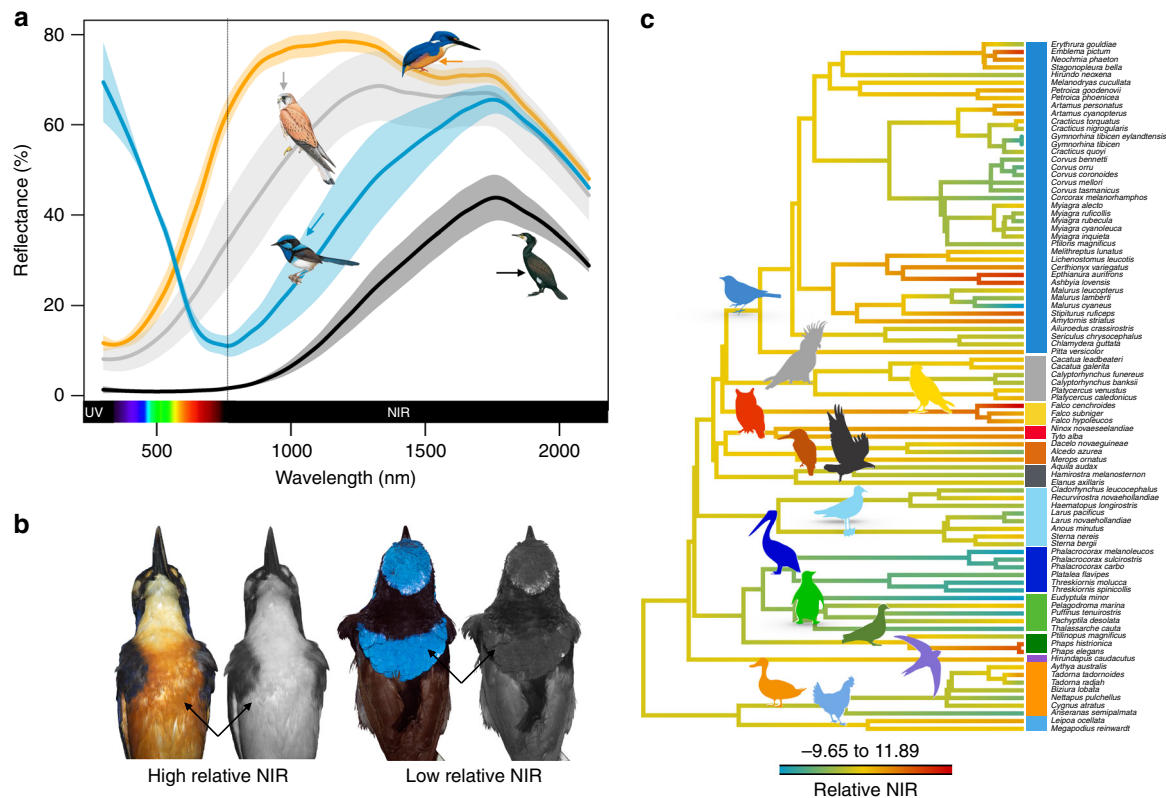 a
80
60
40
20
0
Reflectance (%)
UV
NIR
500
1000
1500
2000
Wavelength (nm)
b
High relative NIR
Low relative NIR
c
Erythrura gouldiae
Emblema pictum
Neochmia phaeton
Stagonopleura bella
Hirundo neoxena
Melanodryas cucullata
Petroica goodenovii
Petroica phoenicea
Artamus personatus
Artamus cyanopterus
Cracticus torquatus
Cracticus nigrogularis
Gymnorhina tibicen eylandtensis
Gymnorhina tibicen
Cracticus quoyi
Corvus bennetti
Corvus orru
Corvus coronoides
Corvus mellori
Corvus tasmanicus
Corcorax melanorhamphos
Myiagra alecto
Myiagra ruficollis
Myiagra rubecula
Myiagra cyanoleuca
Myiagra inquieta
Ptiloris magnificus
Melithreptus lunatus
Lichenostomus leucotis
Certhionyx variegatus
Epthianura aurifrons
Ashbyia lovensis
Malurus leucopterus
Malurus lamberti
Malurus cyaneus
Stipiturus ruficeps
Amytornis striatus
Ailuroedus crassirostris
Sericulus chrysocephalus
Chlamydera guttata
Pitta versicolor
Cacatua leadbeateri
Cacatua galerita
Calyptorhynchus funereus
Calyptorhynchus banksii
Platycercus venustus
Platycercus caledonicus
Falco cenchroides
Falco subniger
Falco hypoleucos
Ninox novaeseelandiae
Tyto alba
Dacelo novaeguineae
Alcedo azurea
Merops ornatus
Aquila audax
Hamirostra melanosternon
Elanus axillaris
Cladorhynchus leucocephalus
Recurvirostra novaehollandiae
Haematopus longirostris
Larus pacificus
Larus novaehollandiae
Anous minutus
Sterna nereis
Sterna bergii
Phalacrocorax melanoleucos
Phalacrocorax sulcirostris
Phalacrocorax carbo
Platalea flavipes
Threskiornis molucca
Threskiornis spinicollis
Eudyptula minor
Pelagodroma marina
Puffinus tenuirostris
Pachyptila desolata
Thalassarche cauta
Ptilinopus magnificus
Phaps histrionica
Phaps elegans
Hirundapus caudacutus
Aythya australis
Tadorna tadornoides
Tadorna radjah
Biziura lobata
Nettapus pulchellus
Cygnus atratus
Anseranas semipalmata
Leipoa ocellata
Megapodius reinwardt
–9.65 to 11.89
Relative NIR